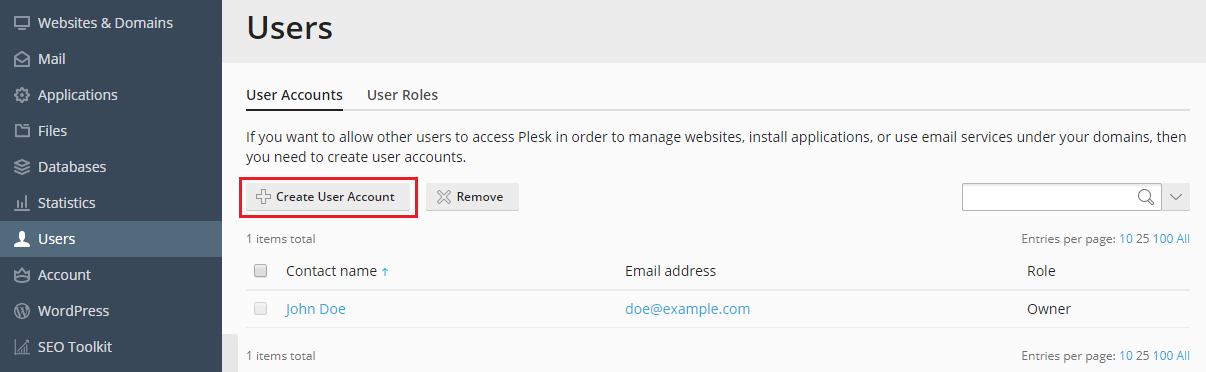 Websites & Domains
Mail
Applications
Files
Databases
Statistics
Users
Account
WordPress
SEO Toolkit
Users
User Accounts User Roles
If you want to allow other users to access Plesk in order to manage websites, install applications, or use email services under your domains, then
you need to create user accounts.
Create User Account Remove
1 items total Entries per page: 10 25 100 All
Contact name ↑ Email address Role
John Doe doe@example.com Owner
1 items total Entries per page: 10 25 100 All